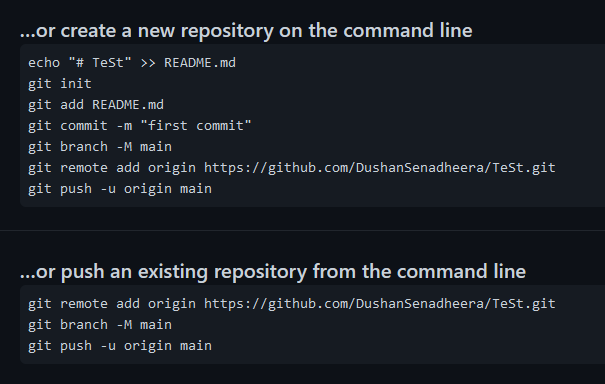 ...or create a new repository on the command line
echo "# TeSt" >> README.md
git init
git add README.md
git commit -m "first commit"
git branch -M main
git remote add origin https://github.com/DushanSenadheera/TeSt.git
git push -u origin main
...or push an existing repository from the command line
git remote add origin https://github.com/DushanSenadheera/TeSt.git
git branch -M main
git push -u origin main